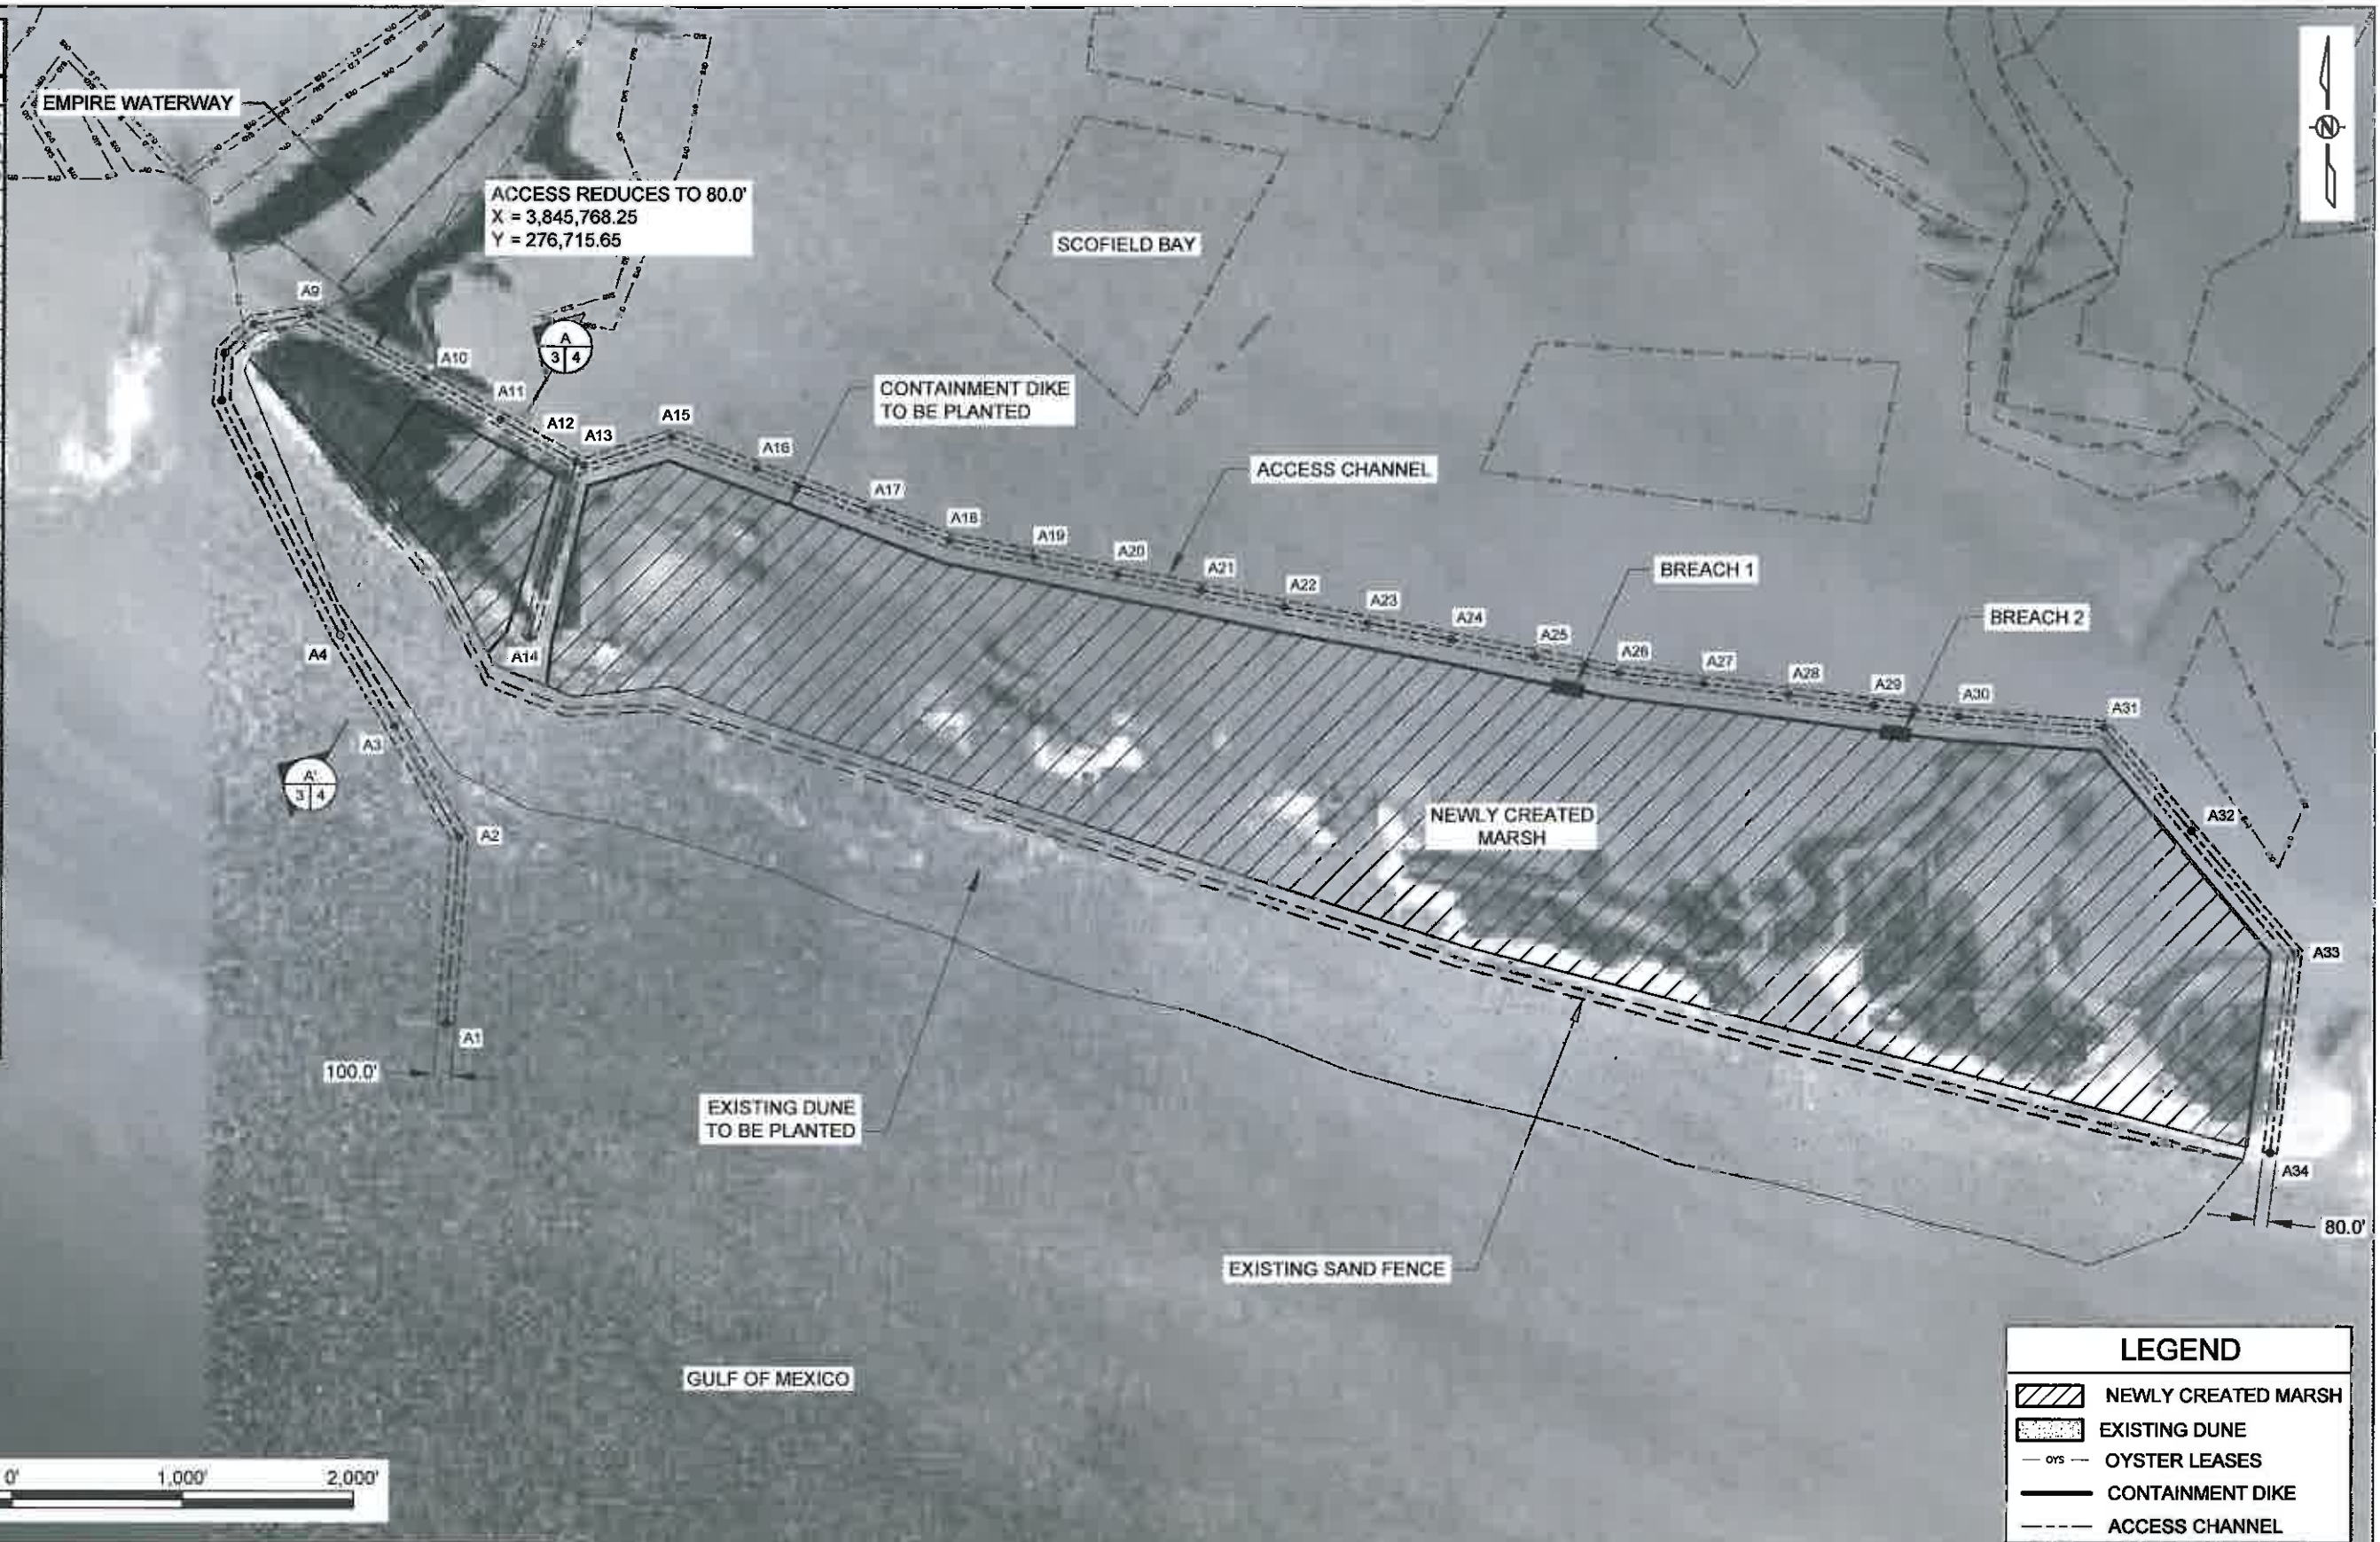 EMPIRE WATERWAY
ACCESS REDUCES TO 80.0'
X = 3,845,768.25
Y = 276,715.65
SCOFIELD BAY
A9
A10
A11
A12
A13
A15
A16
A17
A18
A19
A20
A21
A22
A23
A24
A25
A26
A27
A28
A29
A30
A31
A32
A33
A34
A
3 4
CONTAINMENT DIKE
TO BE PLANTED
ACCESS CHANNEL
BREACH 1
BREACH 2
A14
A4
A3
A'
3 4
A2
A1
100.0'
NEWLY CREATED
MARSH
EXISTING DUNE
TO BE PLANTED
EXISTING SAND FENCE
80.0'
GULF OF MEXICO
0' 1,000' 2,000'
LEGEND
NEWLY CREATED MARSH
EXISTING DUNE
OYS OYSTER LEASES
CONTAINMENT DIKE
ACCESS CHANNEL
N